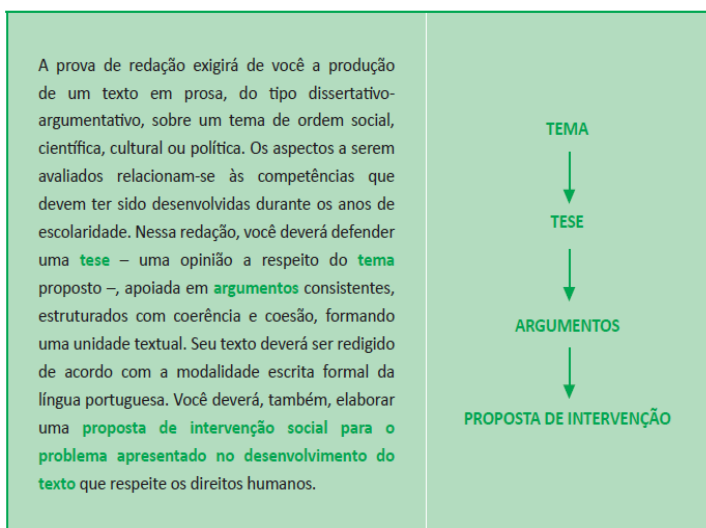 A prova de redação exigirá de você a produção
de um texto em prosa, do tipo dissertativo-
argumentativo, sobre um tema de ordem social,
científica, cultural ou política. Os aspectos a serem
avaliados relacionam-se às competências que
devem ter sido desenvolvidas durante os anos de
escolaridade. Nessa redação, você deverá defender
uma tese – uma opinião a respeito do tema
proposto –, apoiada em argumentos consistentes,
estruturados com coerência e coesão, formando
uma unidade textual. Seu texto deverá ser redigido
de acordo com a modalidade escrita formal da
língua portuguesa. Você deverá, também, elaborar
uma proposta de intervenção social para o
problema apresentado no desenvolvimento do
texto que respeite os direitos humanos.
TEMA
TESE
ARGUMENTOS
PROPOSTA DE INTERVENÇÃO